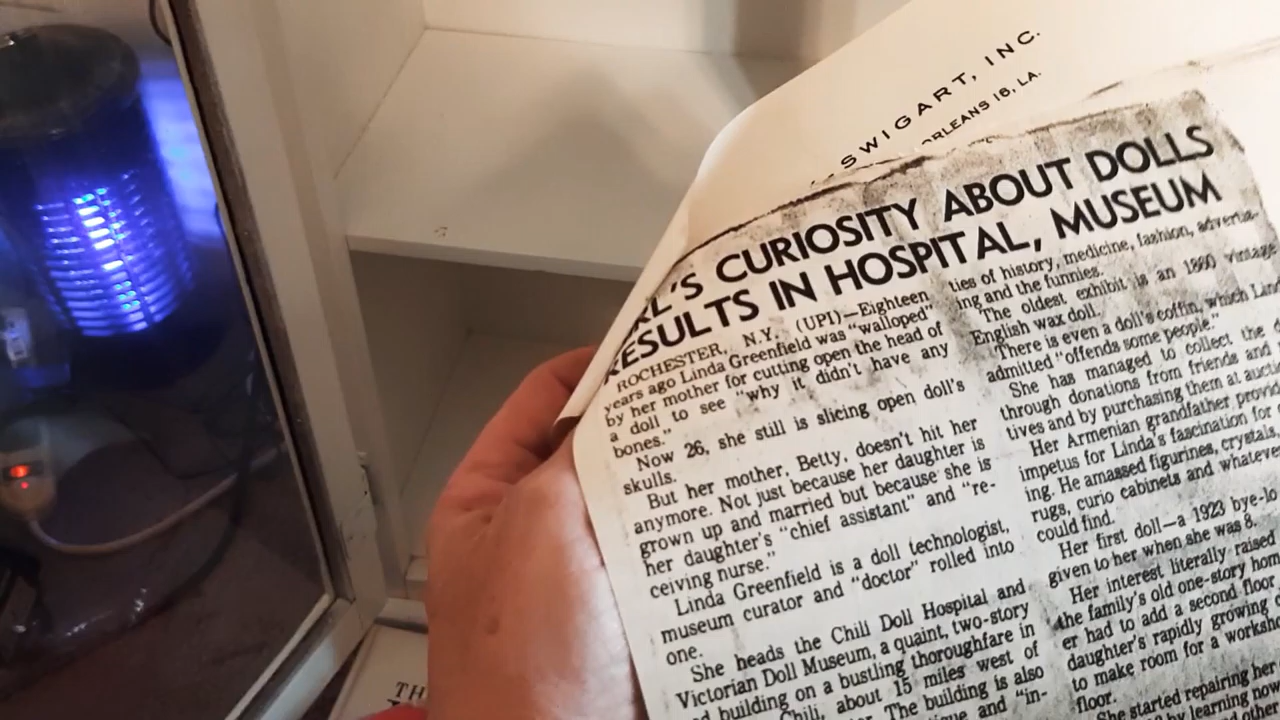 SWIGART, INC.
ORLEANS 16, LA.
RL'S CURIOSITY ABOUT DOLLS
RESULTS IN HOSPITAL, MUSEUM
ROCHESTER, N.Y. (UPI)—Eighteen
years ago Linda Greenfield was "walloped"
by her mother for cutting open the head of
a doll to see "why it didn't have any
bones."
Now 26, she still is slicing open doll's
skulls.
But her mother, Betty, doesn't hit her
anymore. Not just because her daughter is
grown up and married but because she is
her daughter's "chief assistant" and "re-
ceiving nurse."
Linda Greenfield is a doll technologist,
museum curator and "doctor" rolled into
one.
She heads the Chili Doll Hospital and
Victorian Doll Museum, a quaint, two-story
building on a bustling thoroughfare in
Chili, about 15 miles west of
The building is also
and "in-
ties of history, medicine, fashion, advertis-
ing and the funnies.
The oldest exhibit is an 1860 vintage
English wax doll.
There is even a doll's coffin, which
admitted "offends some people."
She has managed to collect the
through donations from friends and
tives and by purchasing them at
Her Armenian grandfather
impetus for Linda's fascination for
ing. He amassed figurines, crystals,
rugs, curio cabinets and
could find.
Her first doll—a 1923 bye-lo
given to her when she was 8.
Her interest literally raised
the family's old one-story
er had to add a second floor
daughter's rapidly growing
to make room for a
floor.
She started repairing her
learning
TH